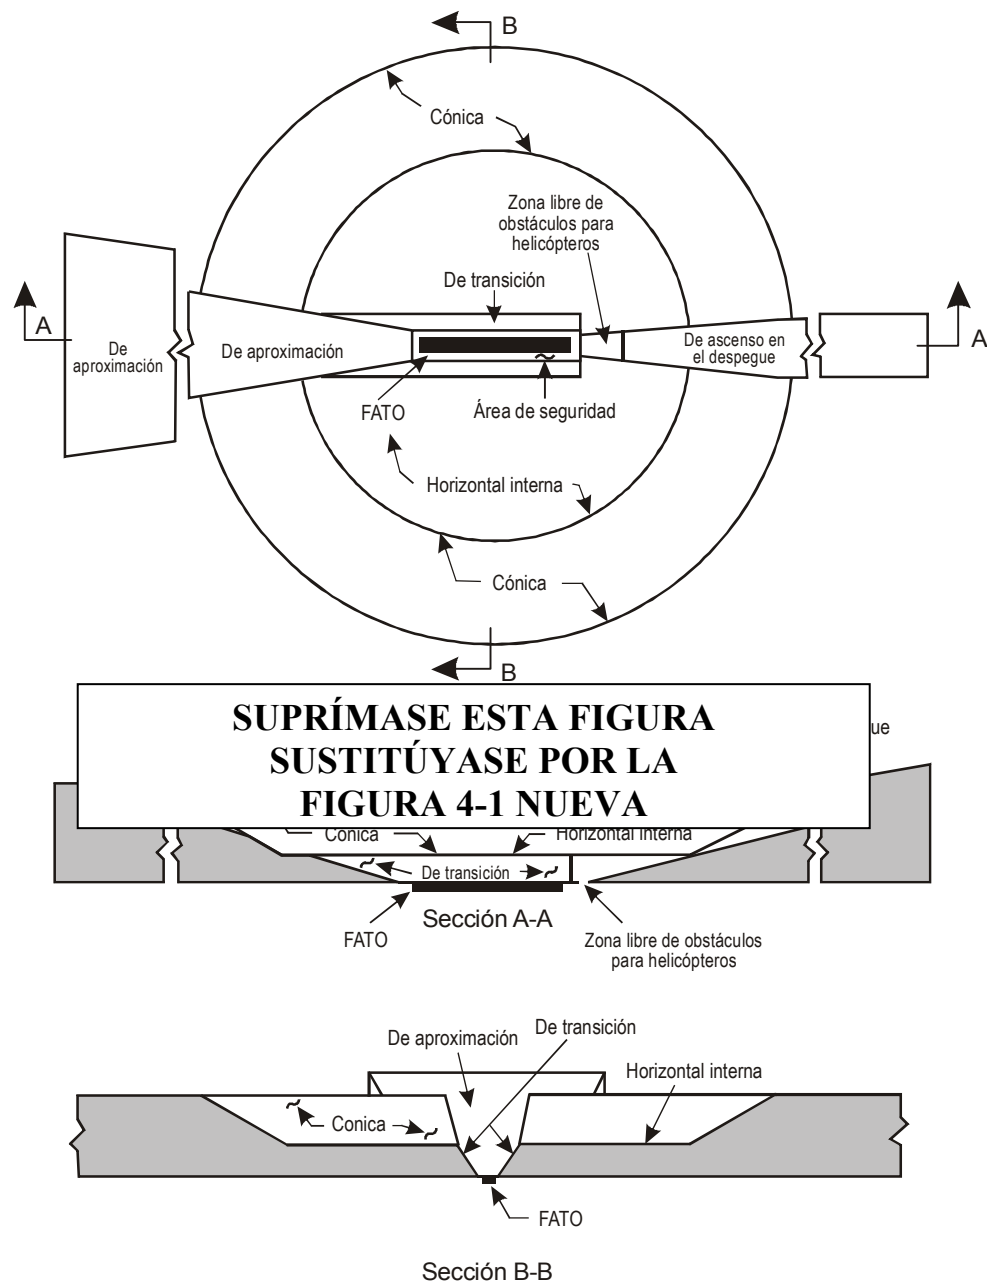 B
Cónica
Zona libre de
obstáculos para
helicópteros
De transición
A
A
De
aproximación
De aproximación
De ascenso en
el despegue
FATO
Área de seguridad
Horizontal interna
Cónica
B
SUPRÍMASE ESTA FIGURA
SUSTITÚYASE POR LA
FIGURA 4-1 NUEVA
ue
Cónica
Horizontal interna
De transición
FATO
Sección A-A
Zona libre de obstáculos
para helicópteros
De aproximación
De transición
Horizontal interna
Conica
FATO
Sección B-B